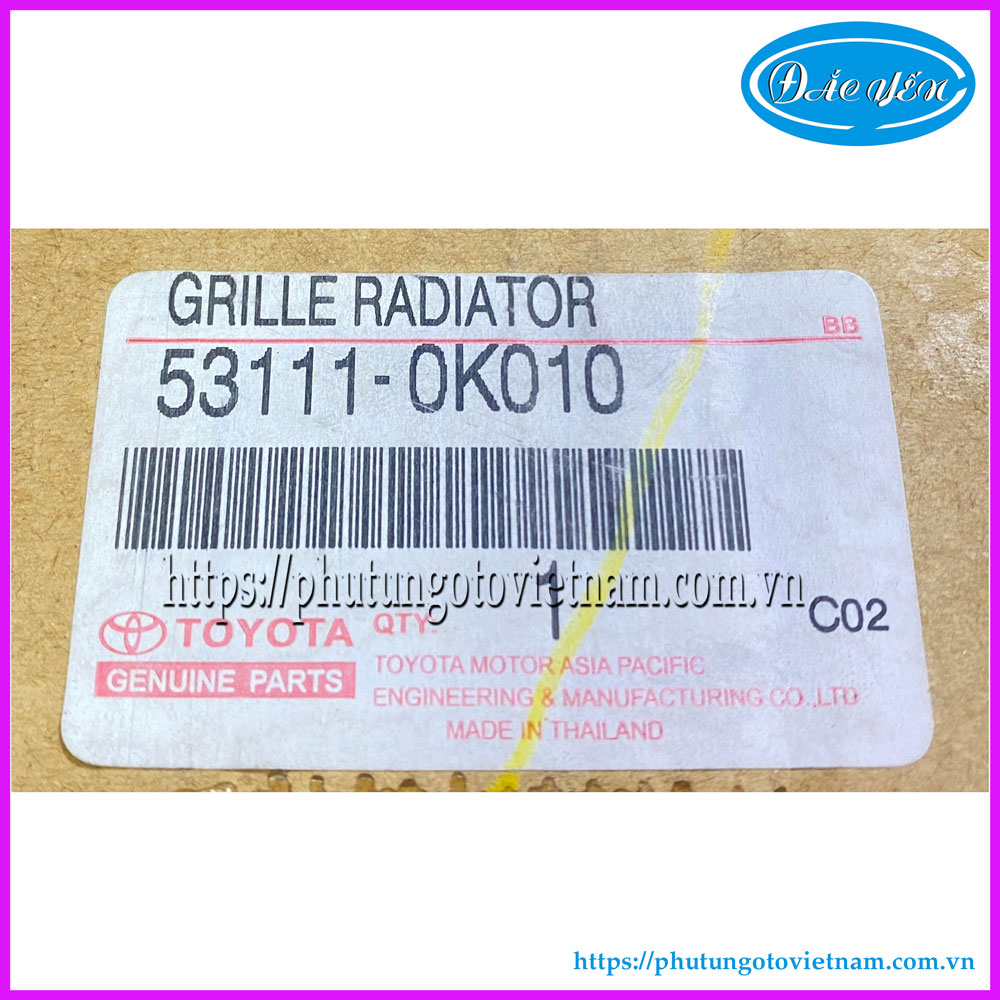 ĐẮC YẾN
GRILLE RADIATOR
BB
53111-0K010
https://phutungotovietnam.com.vn
TOYOTA
QTY:
1
C02
GENUINE PARTS
TOYOTA MOTOR ASIA PACIFIC
ENGINEERING & MANUFACTURING CO.,LTD
MADE IN THAILAND
https://phutungotovietnam.com.vn